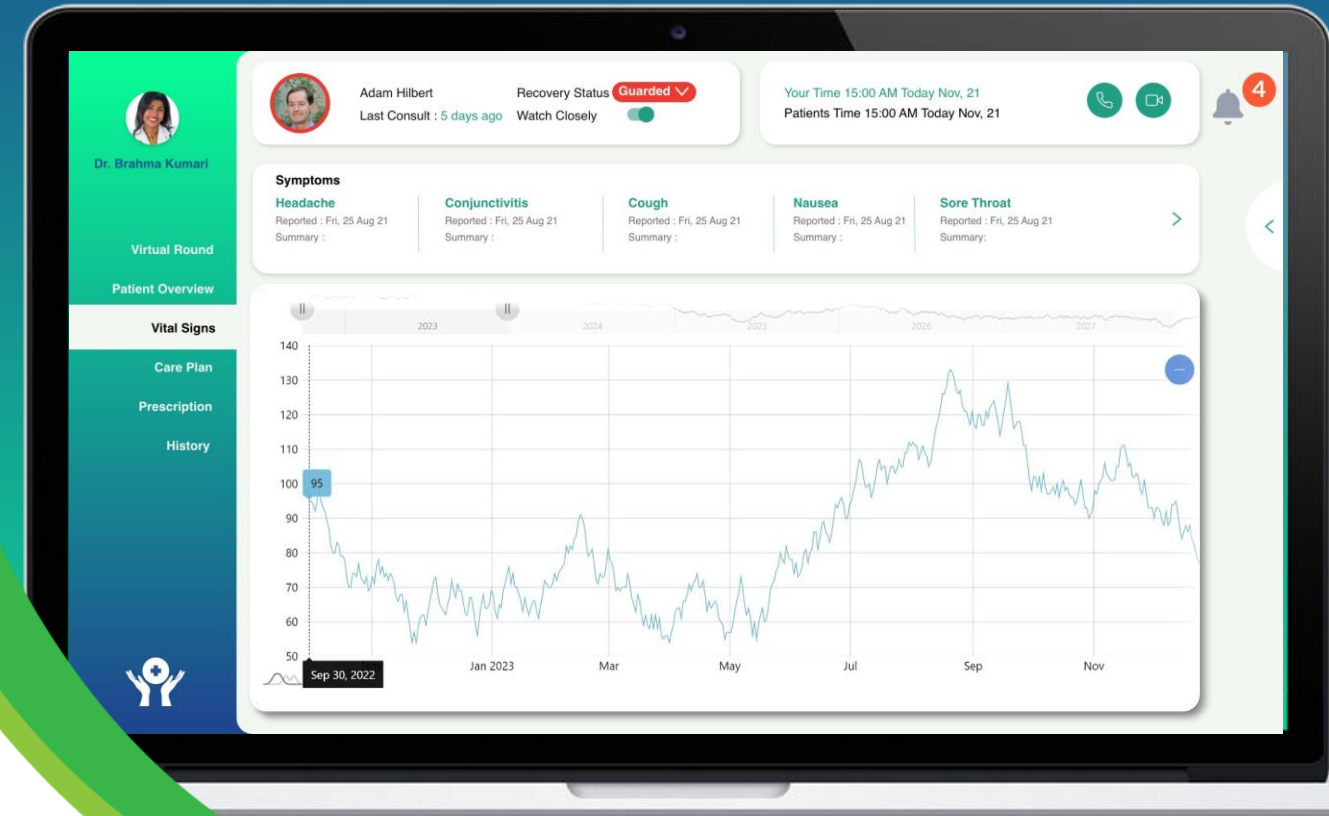 Dr. Brahma Kumari
Virtual Round
Patient Overview
Vital Signs
Care Plan
Prescription
History
Adam Hilbert
Last Consult : 5 days ago
Recovery Status Guarded
Watch Closely
Your Time 15:00 AM Today Nov, 21
Patients Time 15:00 AM Today Nov, 21
4
Symptoms
Headache
Reported : Fri, 25 Aug 21
Summary :
Conjunctivitis
Reported : Fri, 25 Aug 21
Summary :
Cough
Reported : Fri, 25 Aug 21
Summary :
Nausea
Reported : Fri, 25 Aug 21
Summary :
Sore Throat
Reported : Fri, 25 Aug 21
Summary:
2023 2024 2025 2026 2027
140
130
120
110
100
95
90
80
70
60
50
Sep 30, 2022
Jan 2023 Mar May Jul Sep Nov